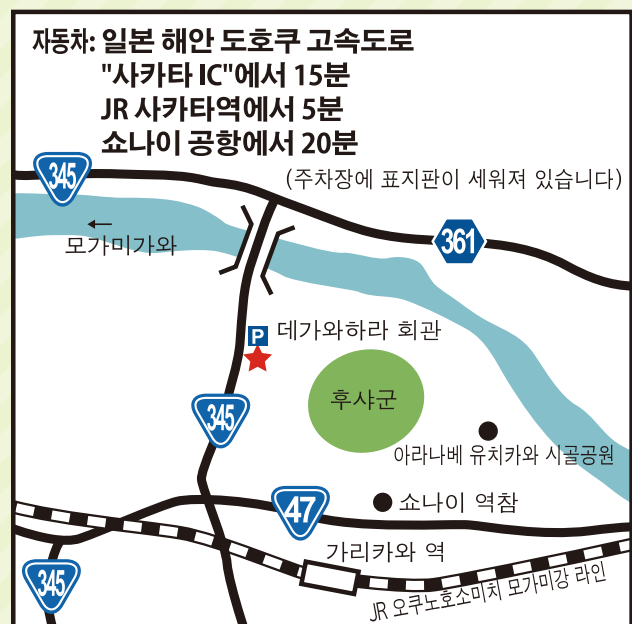 자동차: 일본 해안 도호쿠 고속도로
"사카타 IC"에서 15분
JR 사카타역에서 5분
쇼나이 공항에서 20분
(주차장에 표지판이 세워져 있습니다)
345
361
←
모가미가와
P
데가와하라 회관
후샤군
345
아라나베 유치카와 시골공원
쇼나이 역참
47
가리카와 역
345
JR 오쿠노호소미치 모가미강 라인